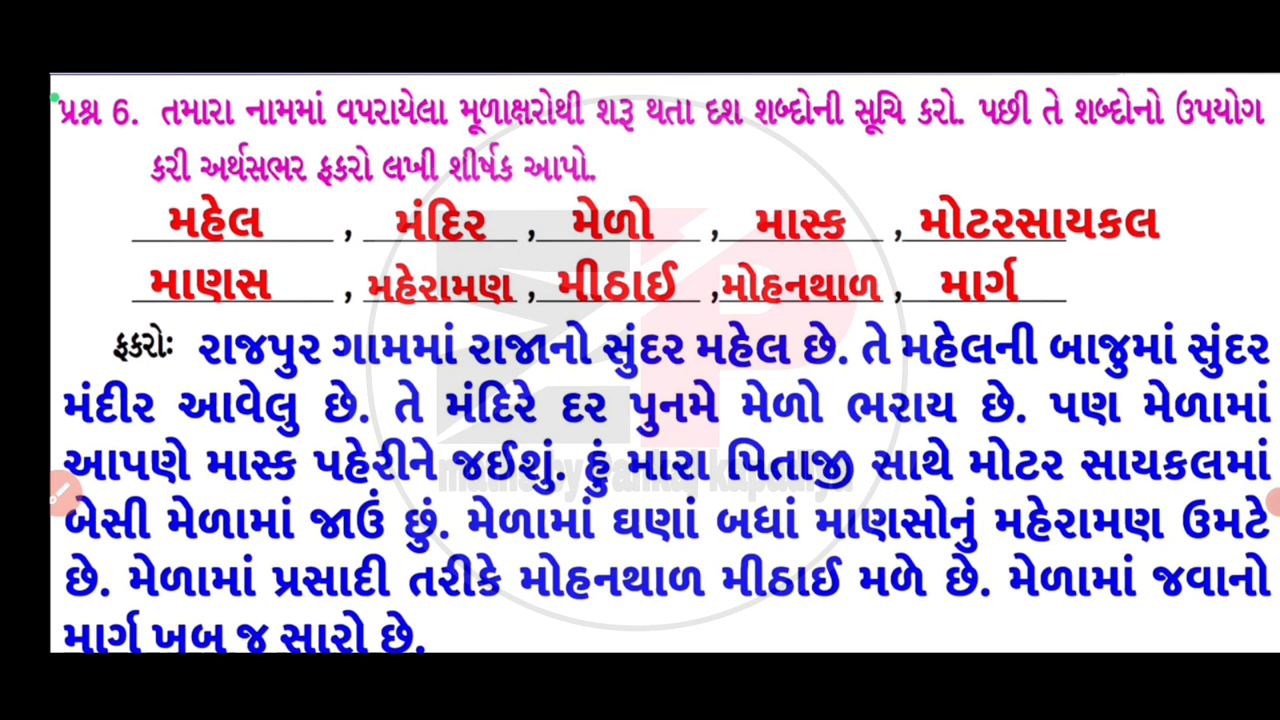 પ્રશ્ન 6. તમારા નામમાં વપરાયેલા મૂળાક્ષરોથી શરૂ થતા દશ શબ્દોની સૂચિ કરો. પછી તે શબ્દોનો ઉપયોગ
કરી અર્થસભર ફકરો લખી શીર્ષક આપો.
મહેલ , મંદિર , મેળો , માસ્ક , મોટરસાયકલ
માણસ , મહેરામણ , મીઠાઈ , મોહનથાળ , માર્ગ
ફકરોઃ રાજપુર ગામમાં રાજાનો સુંદર મહેલ છે. તે મહેલની બાજુમાં સુંદર
મંદીર આવેલુ છે. તે મંદિરે દર પુનમે મેળો ભરાય છે. પણ મેળામાં
આપણે માસ્ક પહેરીને જઈશું. હું મારા પિતાજી સાથે મોટર સાયકલમાં
બેસી મેળામાં જાઉં છું. મેળામાં ઘણાં બધાં માણસોનું મહેરામણ ઉમટે
છે. મેળામાં પ્રસાદી તરીકે મોહનથાળ મીઠાઈ મળે છે. મેળામાં જવાનો
માર્ગ ખુબ જ સારો છે.